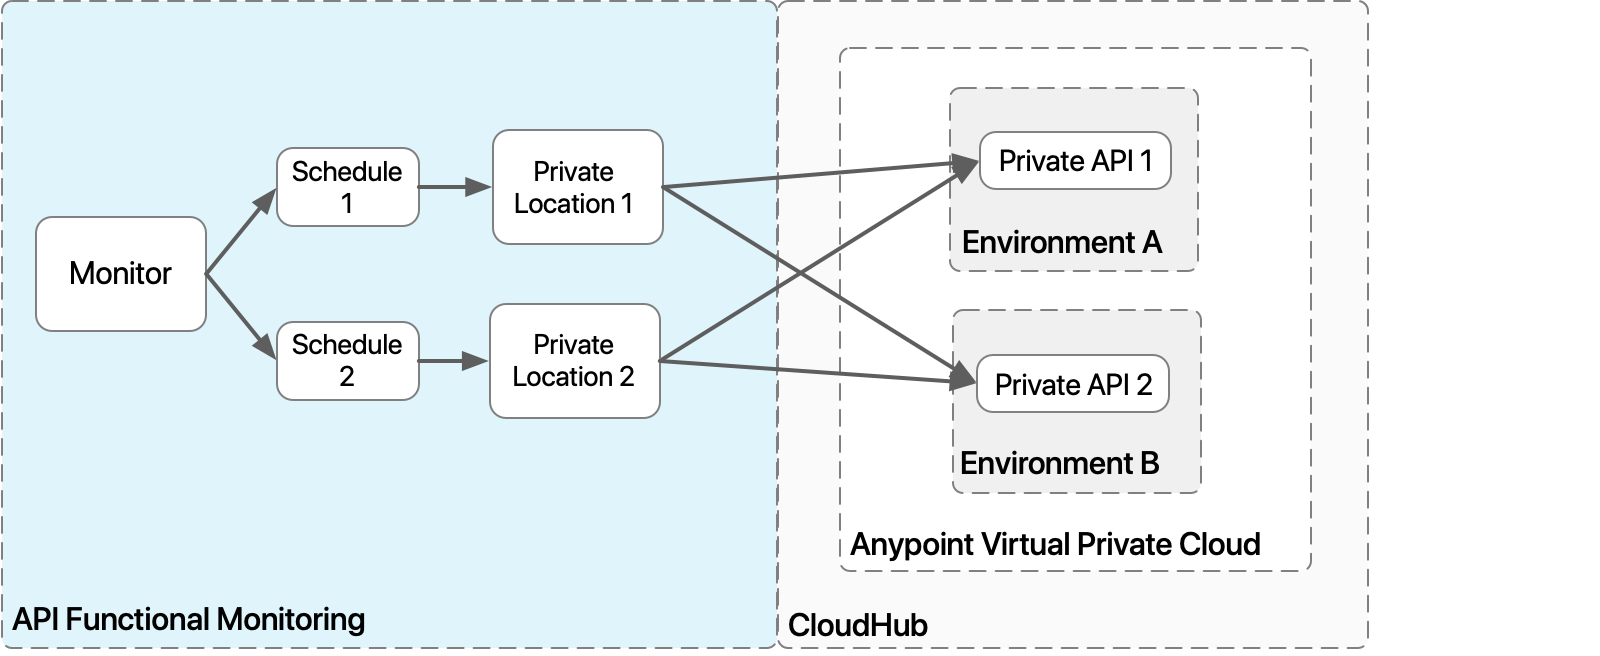 Monitor
Schedule
1
Schedule
2
Private
Location 1
Private
Location 2
Private API 1
Environment A
Private API 2
Environment B
Anypoint Virtual Private Cloud
API Functional Monitoring
CloudHub